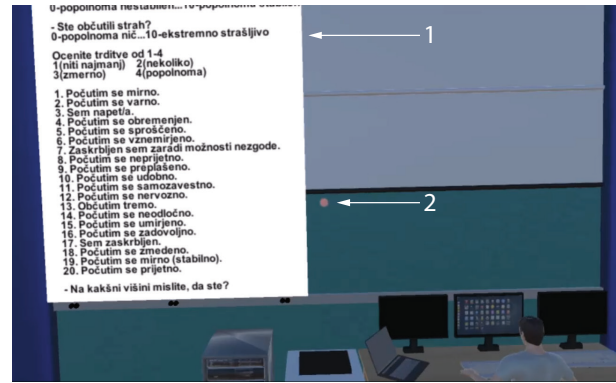 0-popolnoma nestabilen...10-popolnoma stabilen
- Ste občutili strah?
0-popolnoma nič...10-ekstremno strašljivo
Ocenite trditve od 1-4
1(niti najmanj) 2(nekoliko)
3(zmerno) 4(popolnoma)
1. Počutim se mirno.
2. Počutim se varno.
3. Sem napet/a.
4. Počutim se obremenjen.
5. Počutim se sproščeno.
6. Počutim se vznemirjeno.
7. Zaskrbljen sem zaradi možnosti nezgode.
8. Počutim se neprijetno.
9. Počutim se preplašeno.
10. Počutim se udobno.
11. Počutim se samozavestno.
12. Počutim se nervozno.
13. Občutim tremo.
14. Počutim se neodločno.
15. Počutim se umirjeno.
16. Počutim se zadovoljno.
17. Sem zaskrbljen.
18. Počutim se zmedeno.
19. Počutim se mirno (stabilno).
20. Počutim se prijetno.
- Na kakšni višini mislite, da ste?
1
2